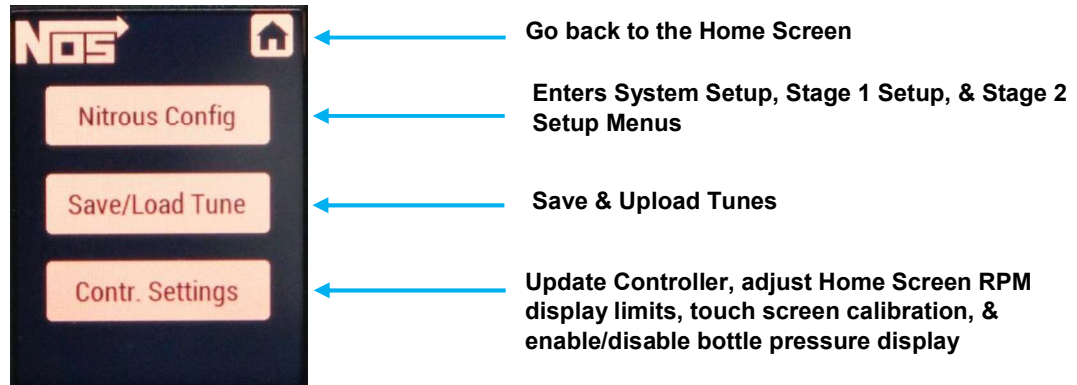 NOS
Go back to the Home Screen
Nitrous Config
Enters System Setup, Stage 1 Setup, & Stage 2
Setup Menus
Save/Load Tune
Save & Upload Tunes
Contr. Settings
Update Controller, adjust Home Screen RPM
display limits, touch screen calibration, &
enable/disable bottle pressure display